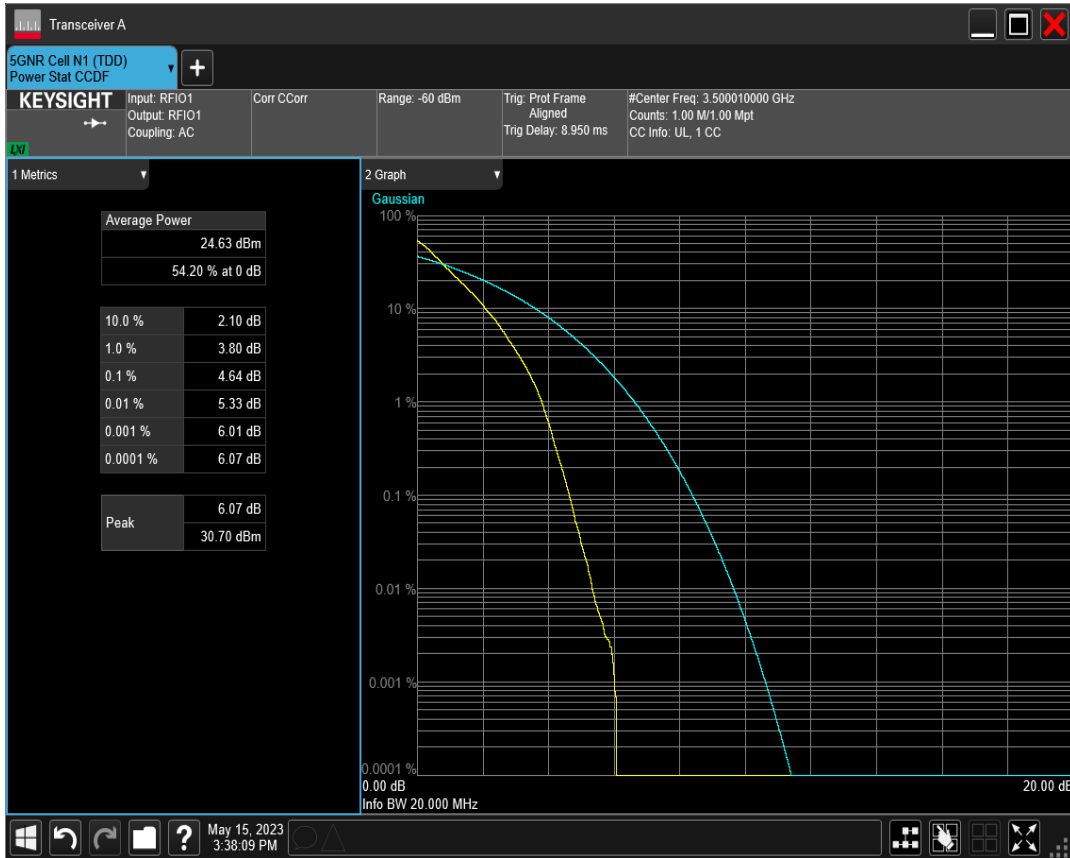 Transceiver A
5GNR Cell N1 (TDD)
Power Stat CCDF
KEYSIGHT
LXI
Input: RFIO1
Output: RFIO1
Coupling: AC
Corr CCorr
Range: -60 dBm
Trig: Prot Frame
Aligned
Trig Delay: 8.950 ms
#Center Freq: 3.500010000 GHz
Counts: 1.00 M/1.00 Mpt
CC Info: UL, 1 CC
1 Metrics
Average Power
24.63 dBm
54.20 % at 0 dB
10.0 % 2.10 dB
1.0 % 3.80 dB
0.1 % 4.64 dB
0.01 % 5.33 dB
0.001 % 6.01 dB
0.0001 % 6.07 dB
Peak
6.07 dB
30.70 dBm
2 Graph
Gaussian
100 %
10 %
1 %
0.1 %
0.01 %
0.001 %
0.0001 %
0.00 dB 20.00 dB
Info BW 20.000 MHz
?
May 15, 2023
3:38:09 PM